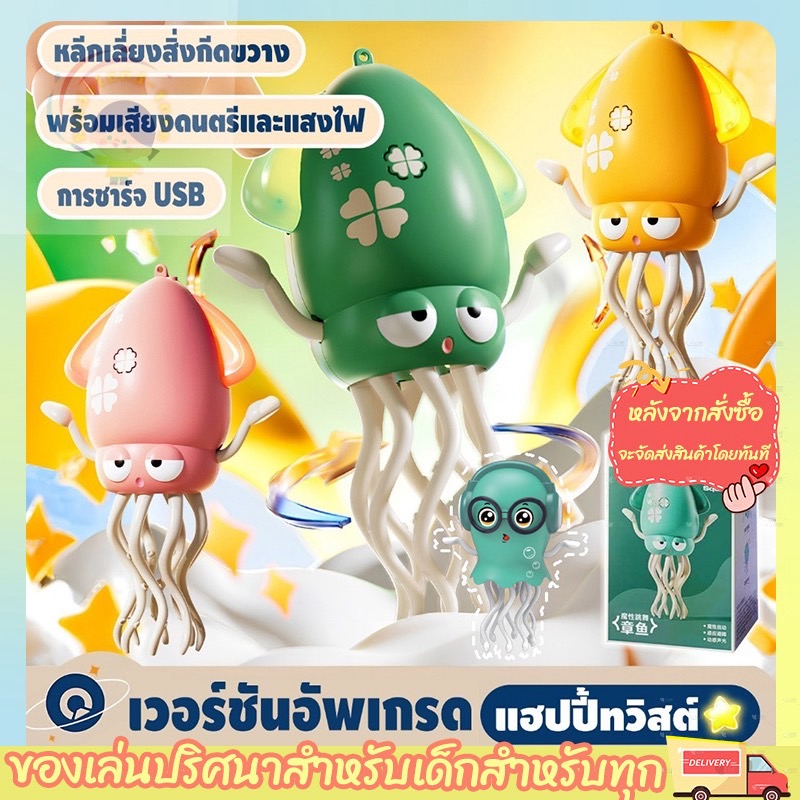 หลีกเลี่ยงสิ่งกีดขวาง
พร้อมเสียงดนตรีและแสงไฟ
การชาร์จ USB
หลังจากสั่งซื้อ
จะจัดส่งสินค้าโดยทันที
魔性跳舞
章鱼
เวอร์ชันอัพเกรด แฮปปี้ทวิสต์
ของเล่นปริศนาสำหรับเด็กสำหรับทุก
DELIVERY